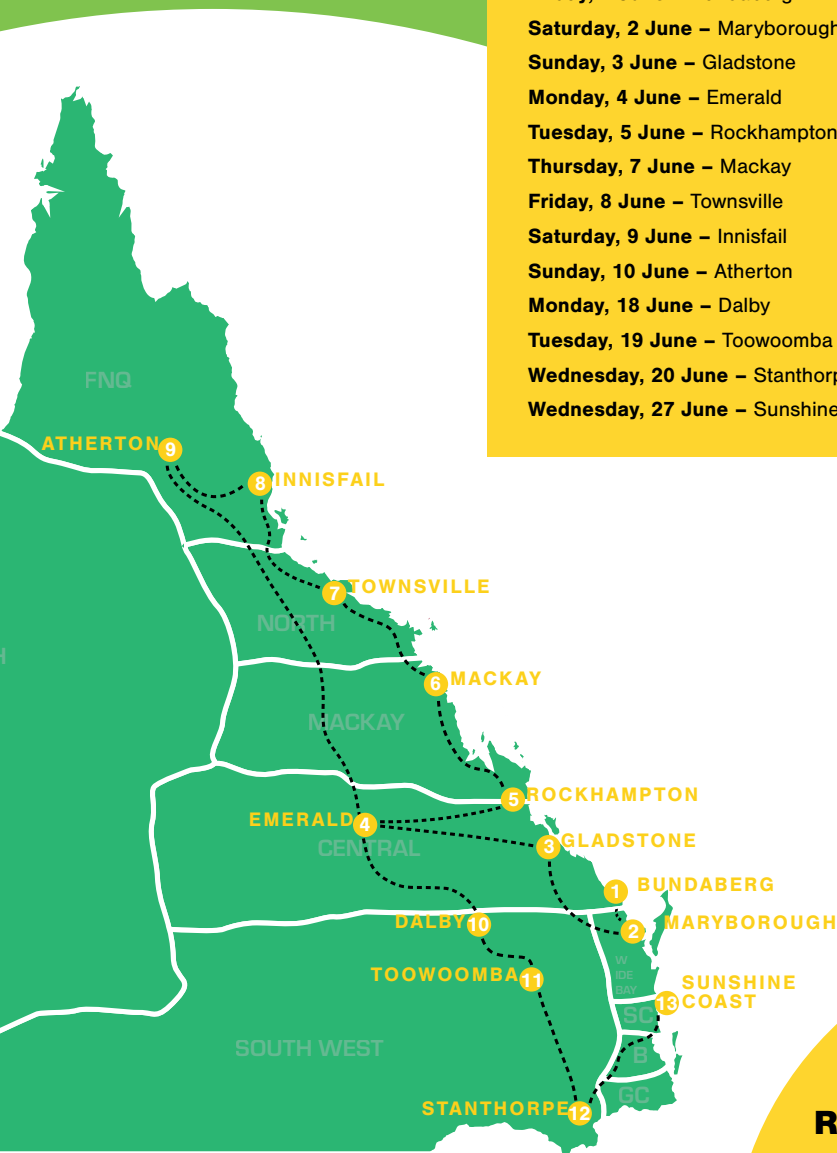 Saturday, 2 June – Maryborough
Sunday, 3 June – Gladstone
Monday, 4 June – Emerald
Tuesday, 5 June – Rockhampton
Thursday, 7 June – Mackay
Friday, 8 June – Townsville
Saturday, 9 June – Innisfail
Sunday, 10 June – Atherton
Monday, 18 June – Dalby
Tuesday, 19 June – Toowoomba
Wednesday, 20 June – Stanthorp
Wednesday, 27 June – Sunshine
FNQ
ATHERTON 9
8 INNISFAIL
7 TOWNSVILLE
NORTH
H
6 MACKAY
MACKAY
5 ROCKHAMPTON
EMERALD 4
3 GLADSTONE
CENTRAL
1 BUNDABERG
DALBY 10
2 MARYBOROUGH
W
IDE
BAY
TOOWOOMBA 11
SUNSHINE
13 COAST
SC
SOUTH WEST
B
GC
STANTHORPE 12
R